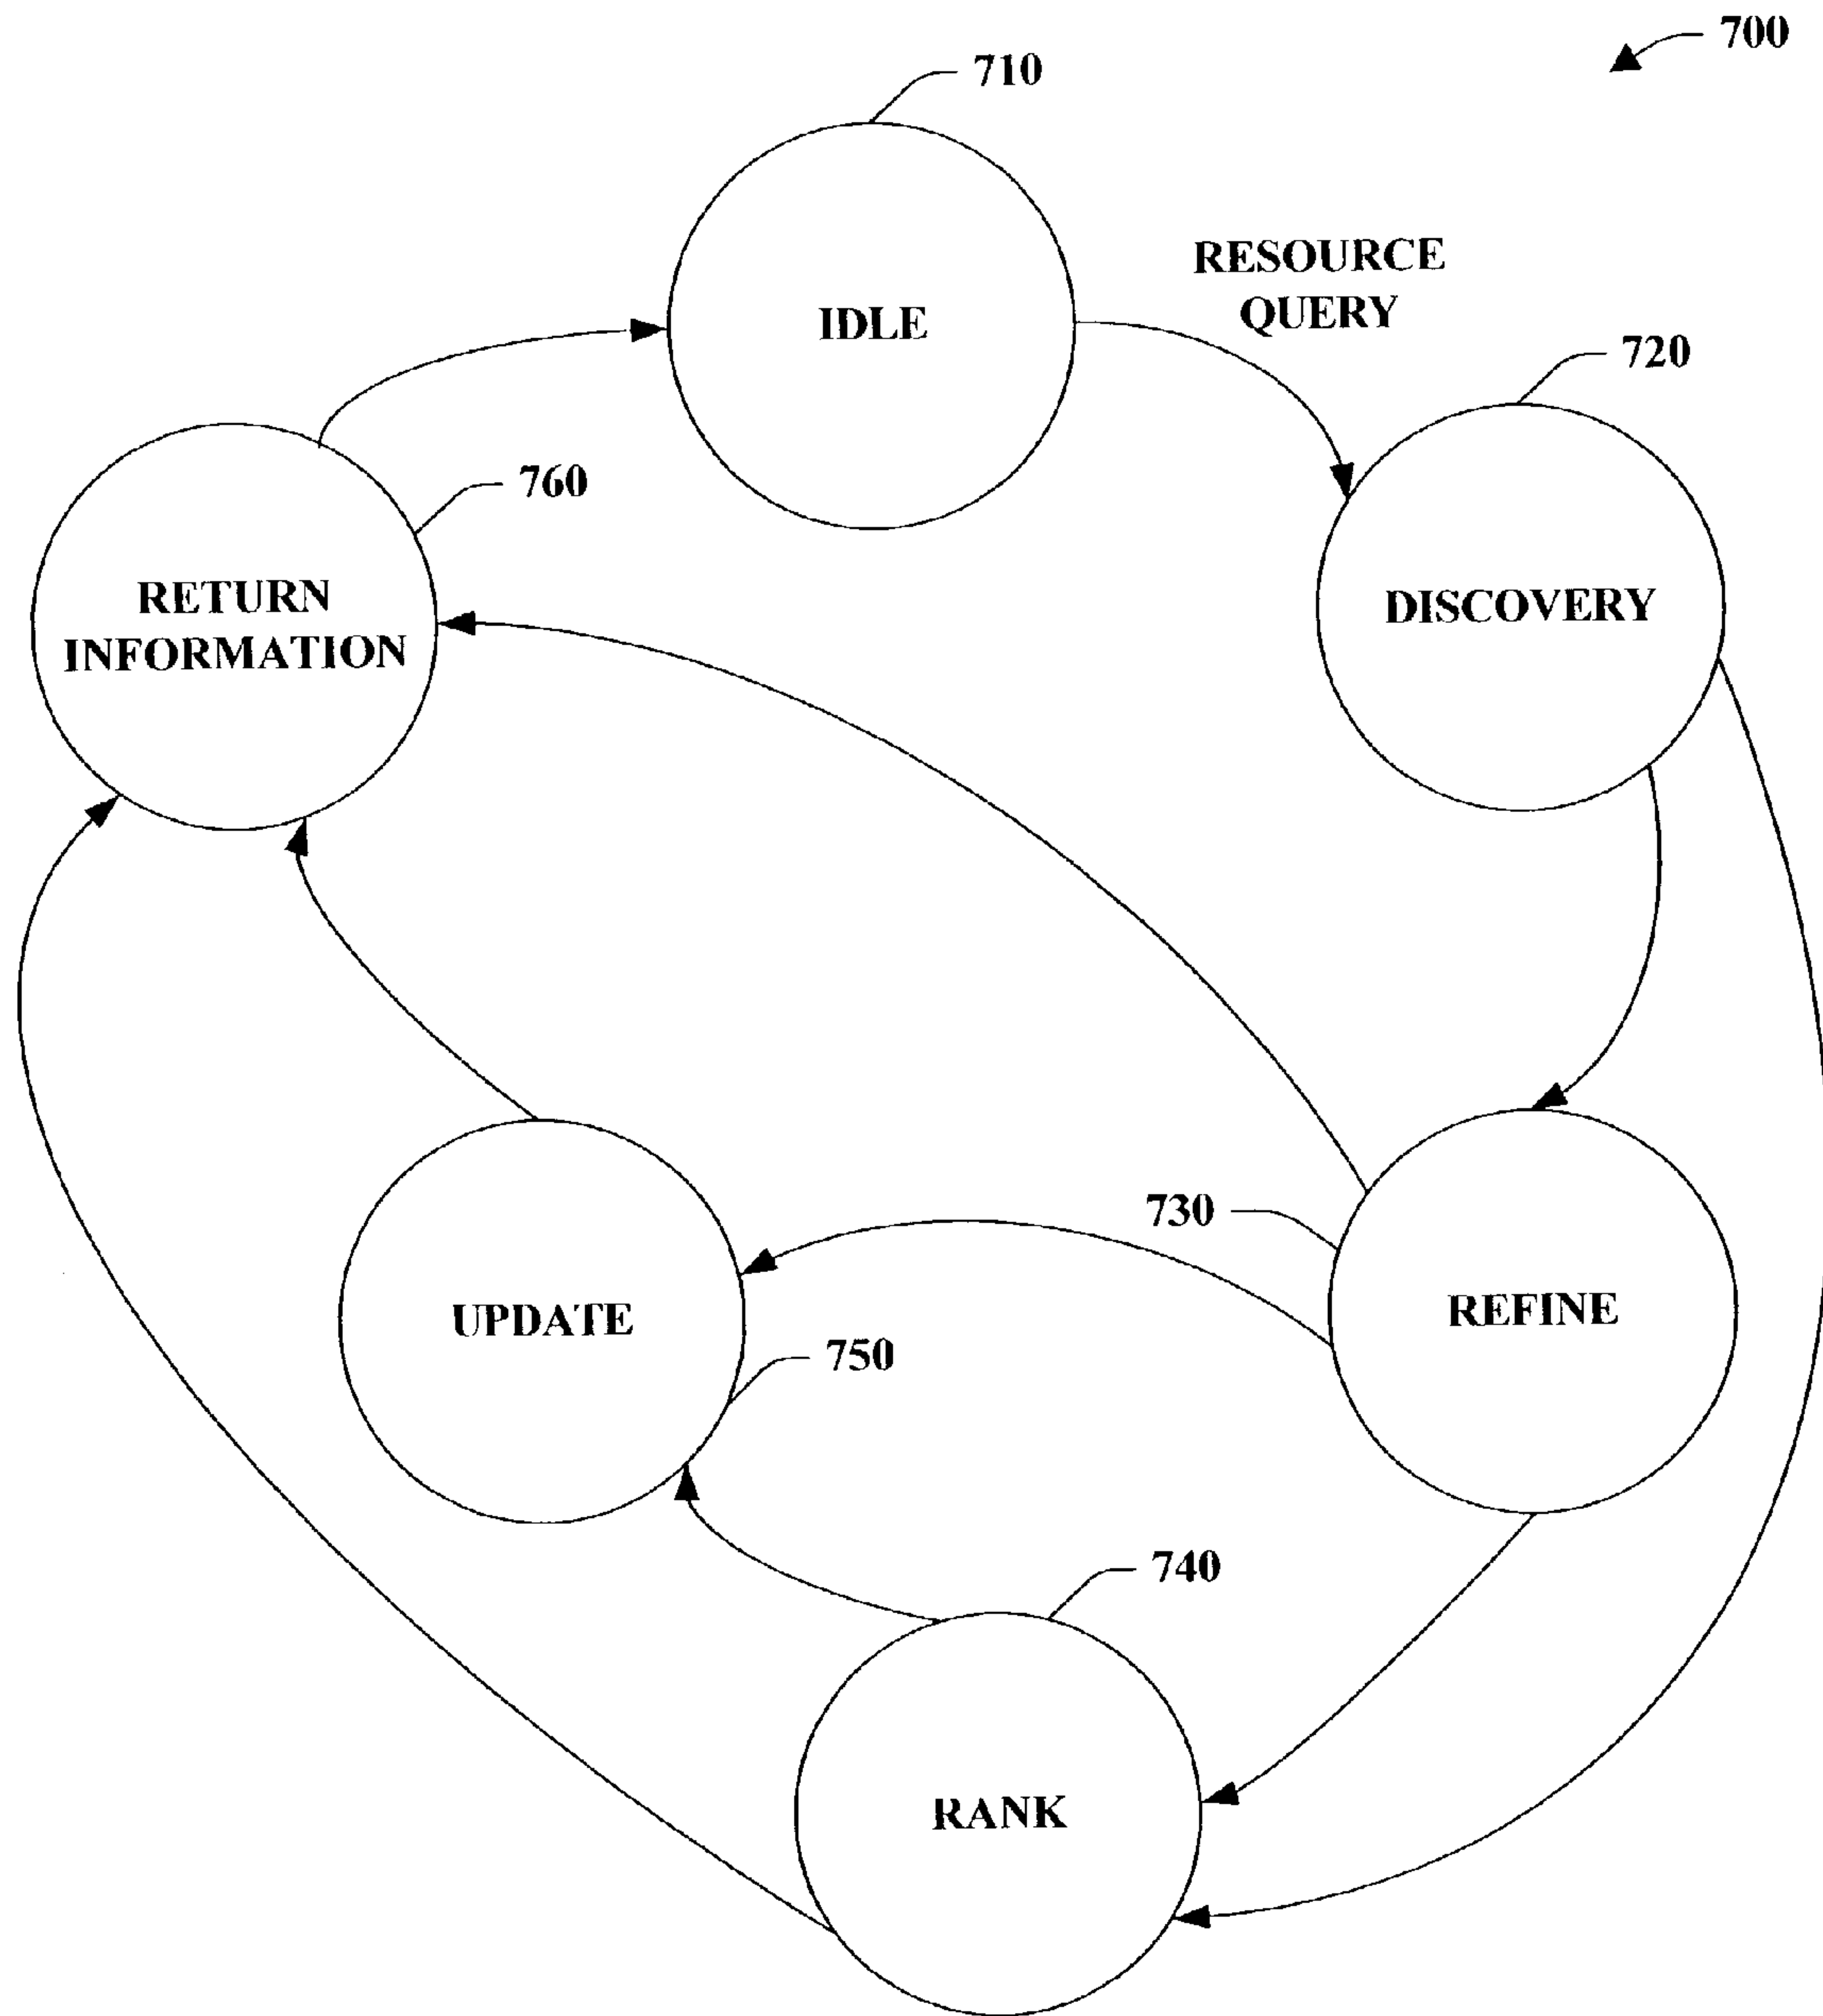 700
710
IDLE
RESOURCE
QUERY
720
DISCOVERY
760
RETURN
INFORMATION
730
REFINE
UPDATE
750
740
RANK